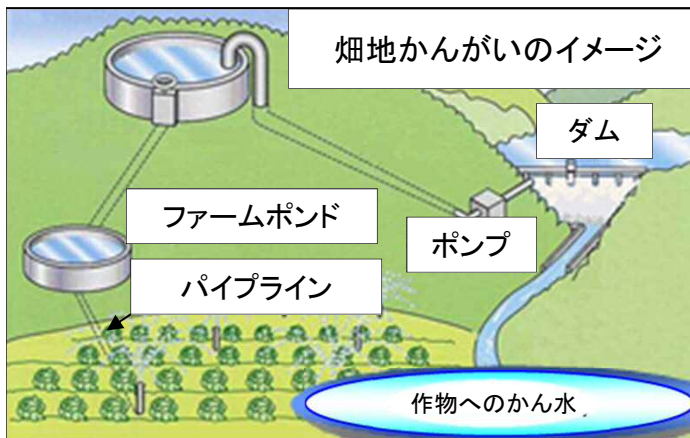 畑地かんがいのイメージ
ダム
ファームポンド
ポンプ
パイプライン
作物へのかん水